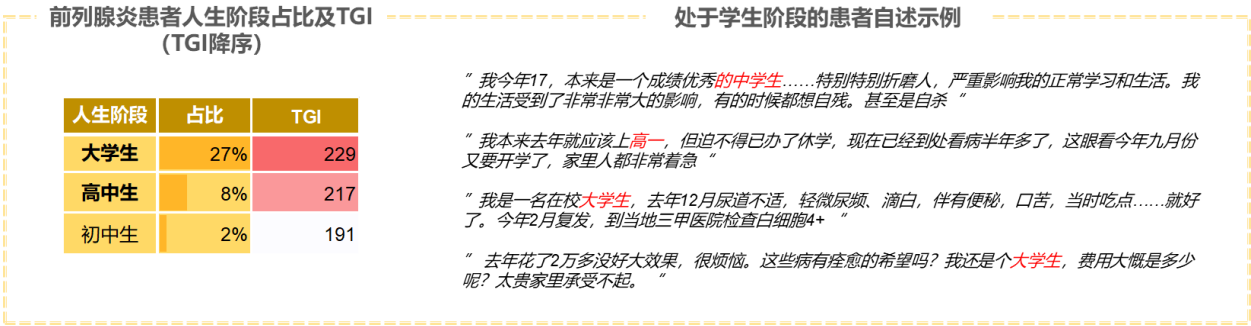 前列腺炎患者人生阶段占比及TGI
（TGI降序）
人生阶段 占比 TGI
大学生 27% 229
高中生 8% 217
初中生 2% 191
处于学生阶段的患者自述示例
”我今年17，本来是一个成绩优秀的中学生……特别特别折磨人，严重影响我的正常学习和生活。我
的生活受到了非常非常大的影响，有的时候都想自残。甚至是自杀“
”我本来去年就应该上高一，但迫不得已办了休学，现在已经到处看病半年多了，这眼看今年九月份
又要开学了，家里人都非常着急“
”我是一名在校大学生，去年12月尿道不适，轻微尿频、滴白，伴有便秘，口苦，当时吃点……就好
了。今年2月复发，到当地三甲医院检查白细胞4+ “
” 去年花了2万多没好大效果，很烦恼。这些病有痊愈的希望吗？我还是个大学生，费用大慨是多少
呢？太贵家里承受不起。 “